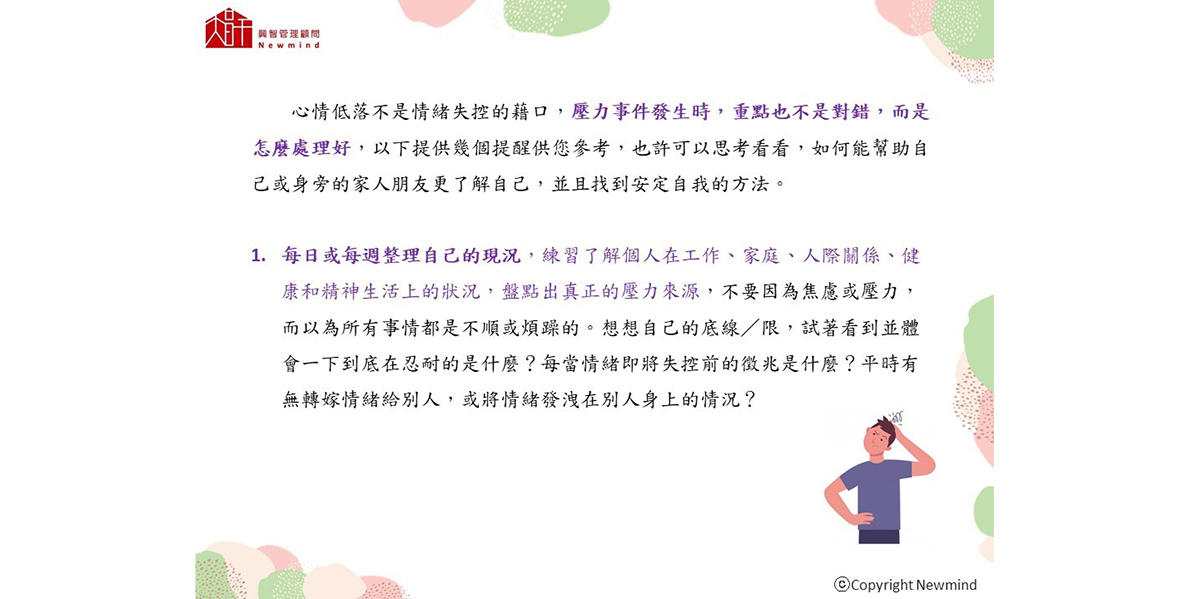 興智管理顧問
Newmind
心情低落不是情緒失控的藉口，壓力事件發生時，重點也不是對錯，而是
怎麼處理好，以下提供幾個提醒供您參考，也許可以思考看看，如何能幫助自
己或身旁的家人朋友更了解自己，並且找到安定自我的方法。
1. 每日或每週整理自己的現況，練習了解個人在工作、家庭、人際關係、健
康和精神生活上的狀況，盤點出真正的壓力來源，不要因為焦慮或壓力，
而以為所有事情都是不順或煩躁的。想想自己的底線／限，試著看到並體
會一下到底在忍耐的是什麼？每當情緒即將失控前的徵兆是什麼？平時有
無轉嫁情緒給別人，或將情緒發洩在別人身上的情況？
©Copyright Newmind